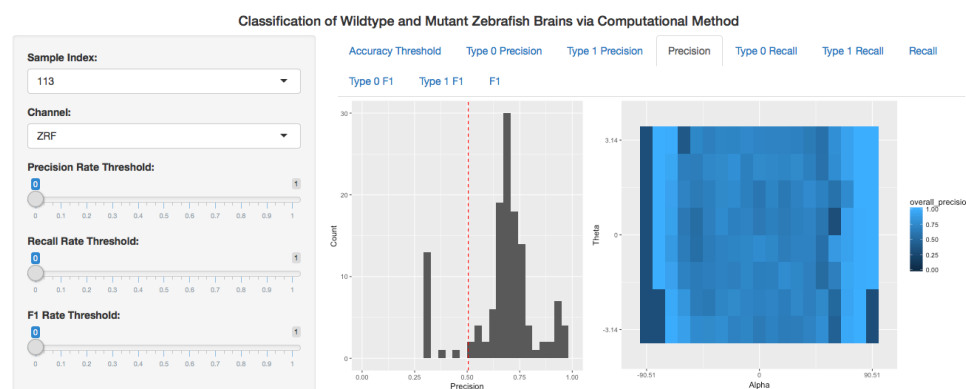 Classification of Wildtype and Mutant Zebrafish Brains via Computational Method
Sample Index:
113
Channel:
ZRF
Precision Rate Threshold:
0 1
0 0.1 0.2 0.3 0.4 0.5 0.6 0.7 0.8 0.9 1
Recall Rate Threshold:
0 1
0 0.1 0.2 0.3 0.4 0.5 0.6 0.7 0.8 0.9 1
F1 Rate Threshold:
0 1
0 0.1 0.2 0.3 0.4 0.5 0.6 0.7 0.8 0.9 1
Accuracy Threshold Type 0 Precision Type 1 Precision Precision Type 0 Recall Type 1 Recall Recall
Type 0 F1 Type 1 F1 F1
30
20
10
0
Count
0.00 0.25 0.50 0.75 1.00
Precision
3.14
0
-3.14
Theta
-90.51 0 90.51
Alpha
overall_precisio
1.00
0.75
0.50
0.25
0.00